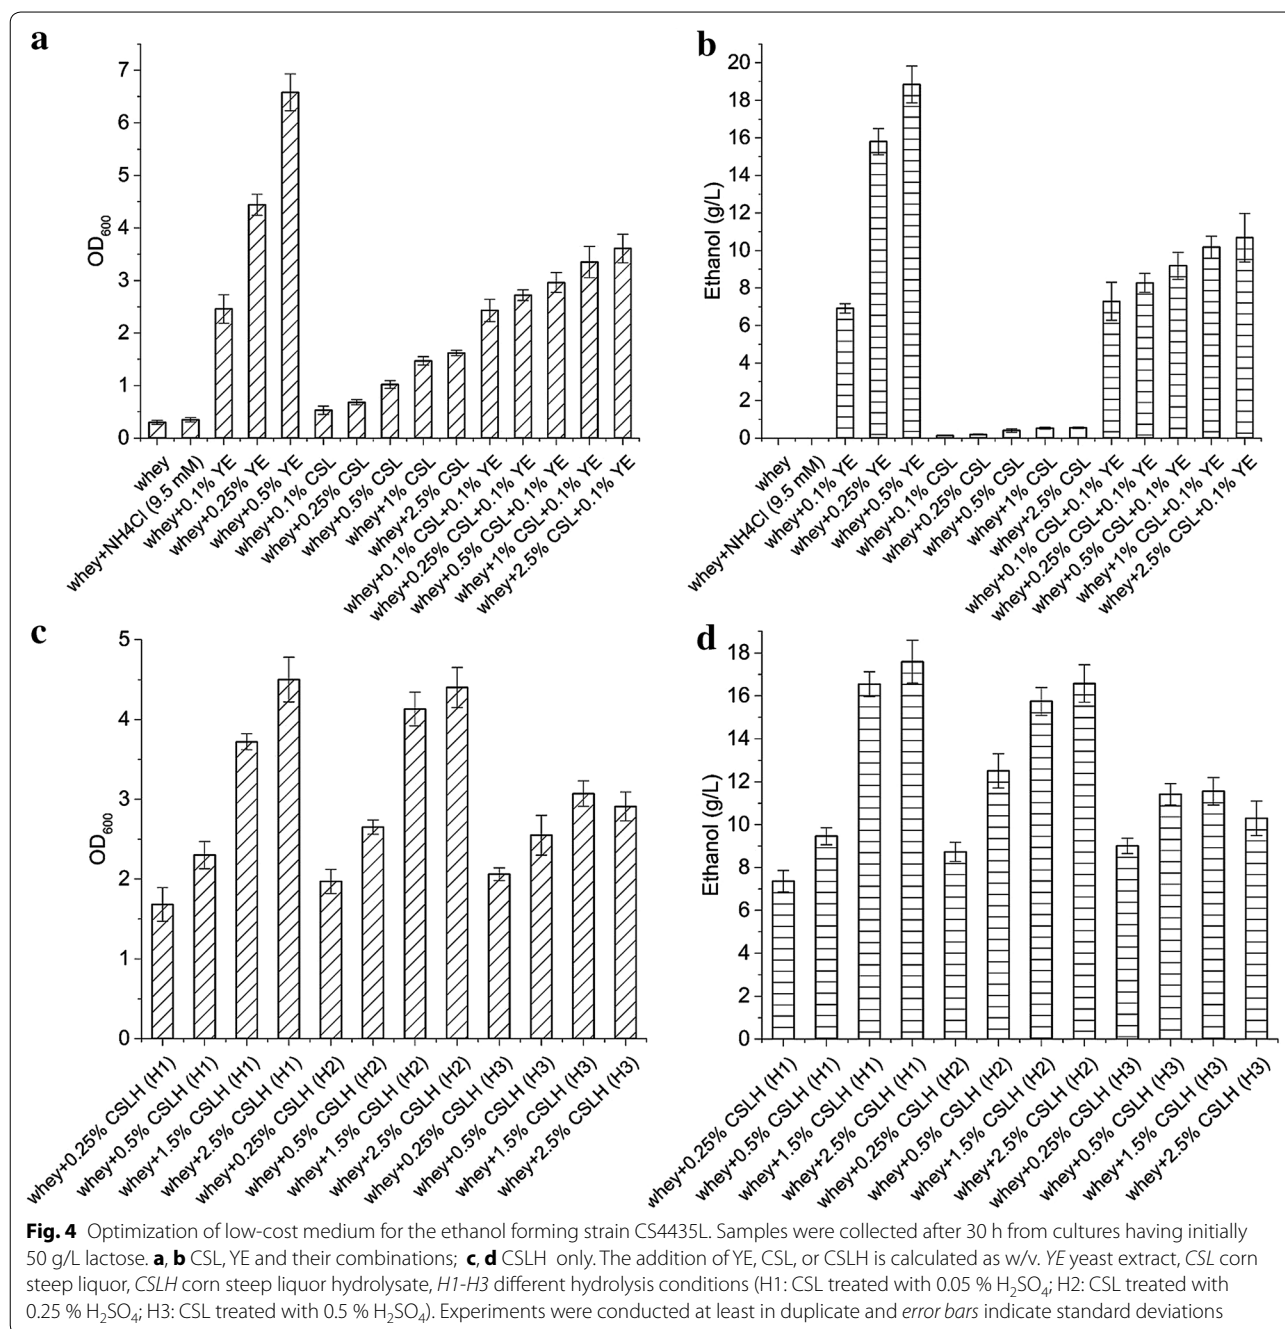 a
7
6
5
4
3
2
1
0
OD600
whey
whey+NH4Cl (9.5 mM)
whey+0.1% YE
whey+0.25% YE
whey+0.5% YE
whey+0.1% CSL
whey+0.25% CSL
whey+0.5% CSL
whey+1% CSL
whey+2.5% CSL
whey+0.1% CSL+0.1% YE
whey+0.25% CSL+0.1% YE
whey+0.5% CSL+0.1% YE
whey+1% CSL+0.1% YE
whey+2.5% CSL+0.1% YE
b
20
18
16
14
12
10
8
6
4
2
0
Ethanol (g/L)
whey
whey+NH4Cl (9.5 mM)
whey+0.1% YE
whey+0.25% YE
whey+0.5% YE
whey+0.1% CSL
whey+0.25% CSL
whey+0.5% CSL
whey+1% CSL
whey+2.5% CSL
whey+0.1% CSL+0.1% YE
whey+0.25% CSL+0.1% YE
whey+0.5% CSL+0.1% YE
whey+1% CSL+0.1% YE
whey+2.5% CSL+0.1% YE
c
5
4
3
2
1
0
OD600
whey+0.25% CSLH (H1)
whey+0.5% CSLH (H1)
whey+1.5% CSLH (H1)
whey+2.5% CSLH (H1)
whey+0.25% CSLH (H2)
whey+0.5% CSLH (H2)
whey+1.5% CSLH (H2)
whey+2.5% CSLH (H2)
whey+0.25% CSLH (H3)
whey+0.5% CSLH (H3)
whey+1.5% CSLH (H3)
whey+2.5% CSLH (H3)
d
18
16
14
12
10
8
6
4
2
0
Ethanol (g/L)
whey+0.25% CSLH (H1)
whey+0.5% CSLH (H1)
whey+1.5% CSLH (H1)
whey+2.5% CSLH (H1)
whey+0.25% CSLH (H2)
whey+0.5% CSLH (H2)
whey+1.5% CSLH (H2)
whey+2.5% CSLH (H2)
whey+0.25% CSLH (H3)
whey+0.5% CSLH (H3)
whey+1.5% CSLH (H3)
whey+2.5% CSLH (H3)
Fig. 4 Optimization of low-cost medium for the ethanol forming strain CS4435L. Samples were collected after 30 h from cultures having initially
50 g/L lactose. a, b CSL, YE and their combinations; c, d CSLH only. The addition of YE, CSL, or CSLH is calculated as w/v. YE yeast extract, CSL corn
steep liquor, CSLH corn steep liquor hydrolysate, H1-H3 different hydrolysis conditions (H1: CSL treated with 0.05 % H2SO4; H2: CSL treated with
0.25 % H2SO4; H3: CSL treated with 0.5 % H2SO4). Experiments were conducted at least in duplicate and error bars indicate standard deviations